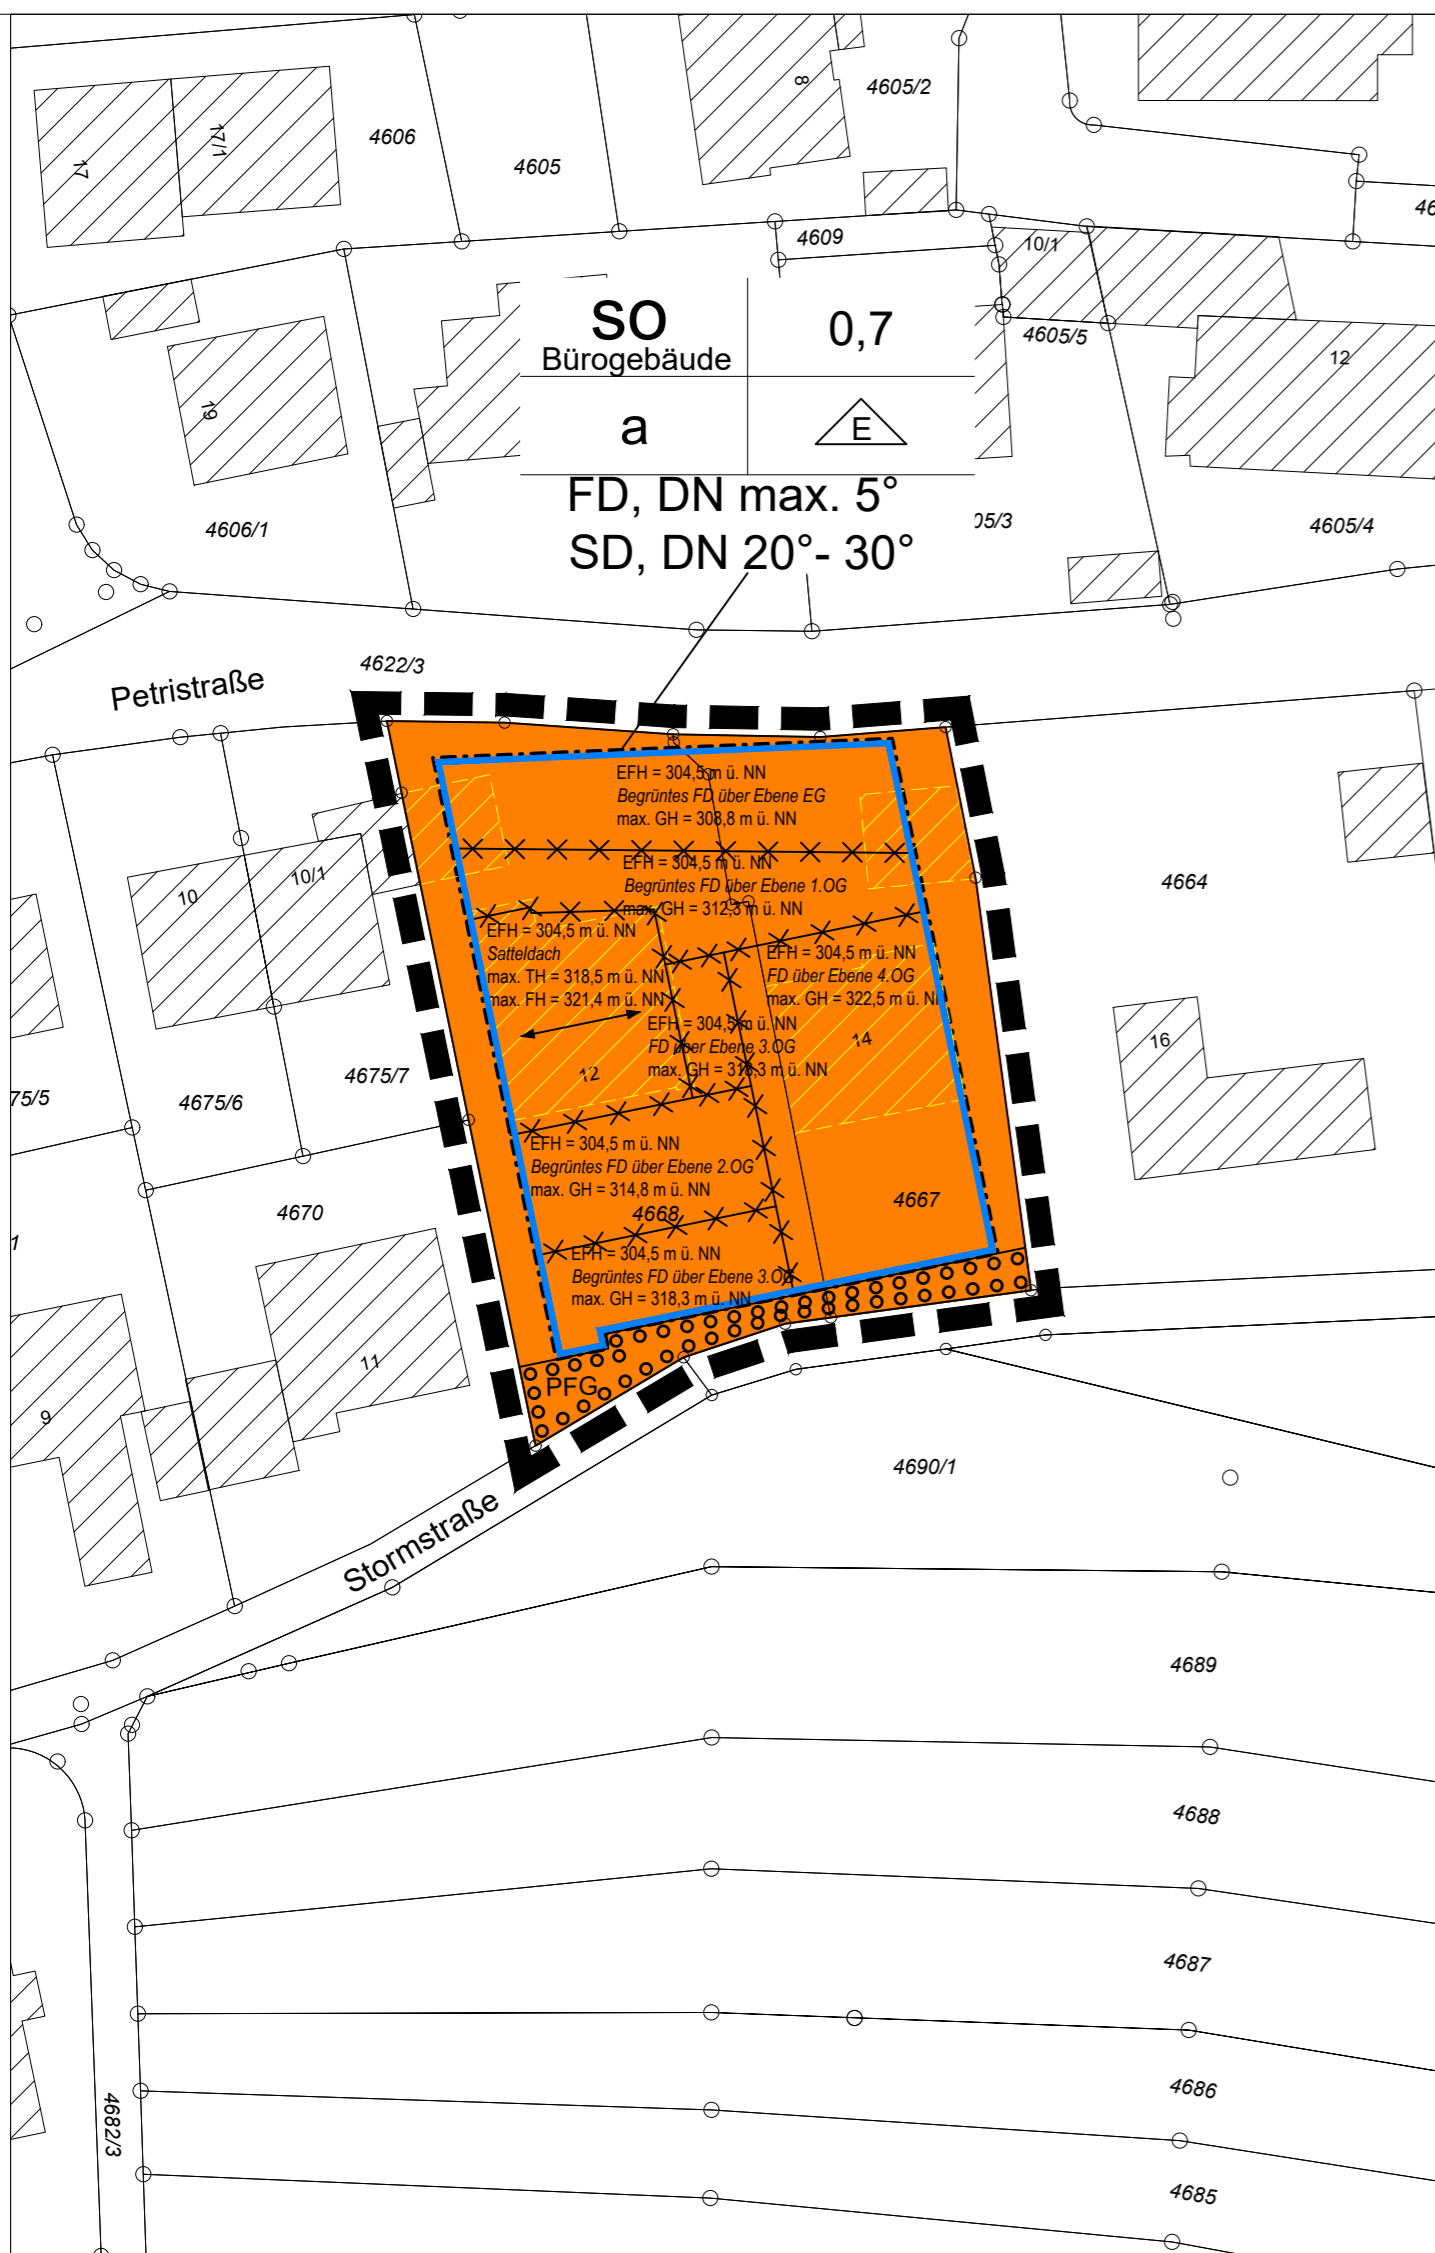 8
4605/2
17
17/1
4606
4605
46
4609
10/1
SO
Bürogebäude
0,7
4605/5
12
19
a
E
4606/1
FD, DN max. 5°
05/3
4605/4
SD, DN 20°- 30°
4622/3
Petristraße
EFH = 304,5 m ü. NN
Begrüntes FD über Ebene EG
max. GH = 308,8 m ü. NN
EFH = 304,5 m ü. NN
Begrüntes FD über Ebene 1.OG
max. GH = 312,3 m ü. NN
10
10/1
4664
EFH = 304,5 m ü. NN
Satteldach
max. TH = 318,5 m ü. NN
max. FH = 321,4 m ü. NN
EFH = 304,5 m ü. NN
FD über Ebene 4.OG
max. GH = 322,5 m ü. NN
EFH = 304,5 m ü. NN
FD über Ebene 3.OG
max. GH = 318,3 m ü. NN
14
16
12
75/5
4675/6
4675/7
EFH = 304,5 m ü. NN
Begrüntes FD über Ebene 2.OG
max. GH = 314,8 m ü. NN
4670
4668
4667
1
EFH = 304,5 m ü. NN
Begrüntes FD über Ebene 3.OG
max. GH = 318,3 m ü. NN
11
PFG
9
4690/1
Stormstraße
4689
4688
4687
4686
4682/3
4685